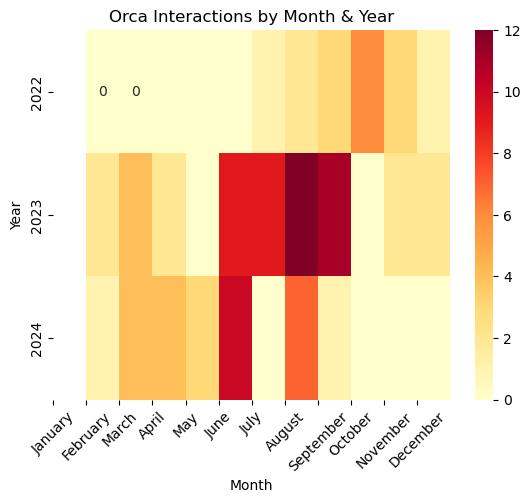 Orca Interactions by Month & Year
12
10
8
6
4
2
0
Year
2022
2023
2024
0 0
January
February
March
April
May
June
July
August
September
October
November
December
Month